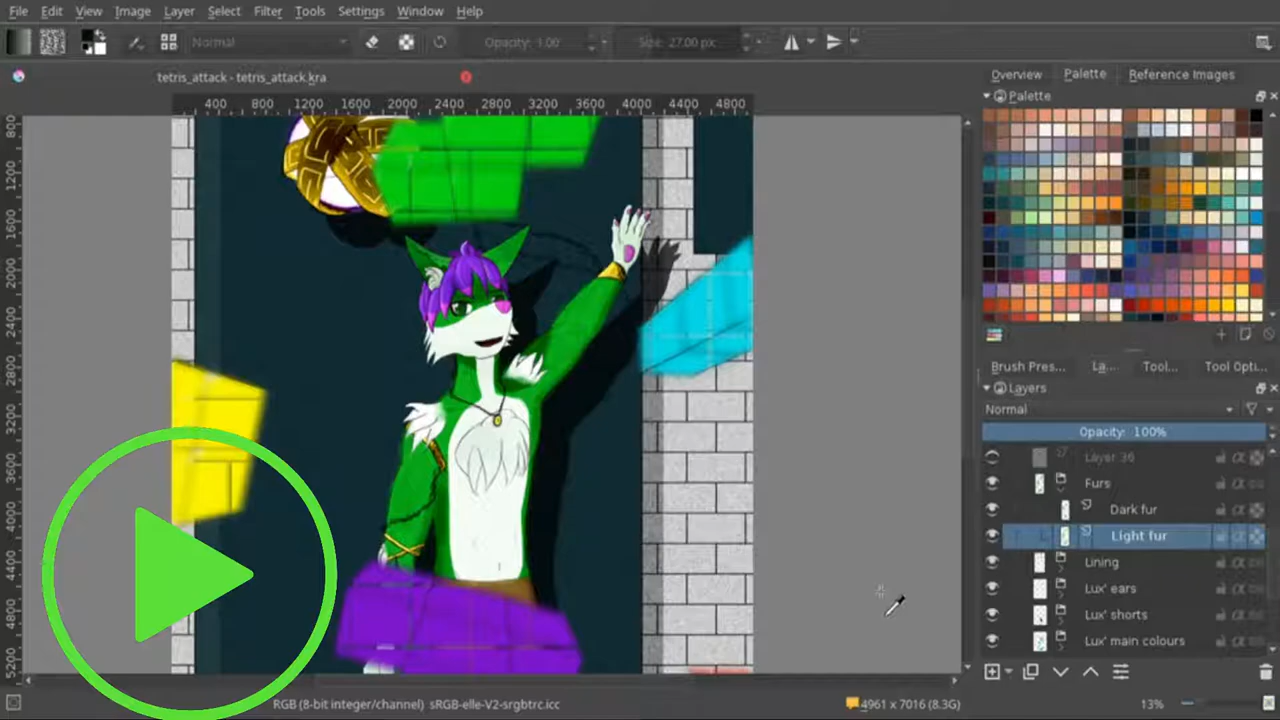 File Edit View Image Layer Select Filter Tools Settings Window Help
Normal Opacity: 1.00 Size: 27.00 px
tetris_attack - tetris_attack.kra
Overview Palette Reference Images
Palette
400 800 1200 1600 2000 2400 2800 3200 3600 4000 4400 4800
800
1200
1600
2000
2400
2800
3200
3600
4000
4400
4800
5200
Brush Pres... La... Tool... Tool Opti...
Layers
Normal
Opacity: 100%
Layer 36
Furs
Dark fur
Light fur
Lining
Lux' ears
Lux' shorts
Lux' main colours
RGB (8-bit integer/channel) sRGB-elle-V2-srgbtrc.icc 4961 x 7016 (8.3G) 13%